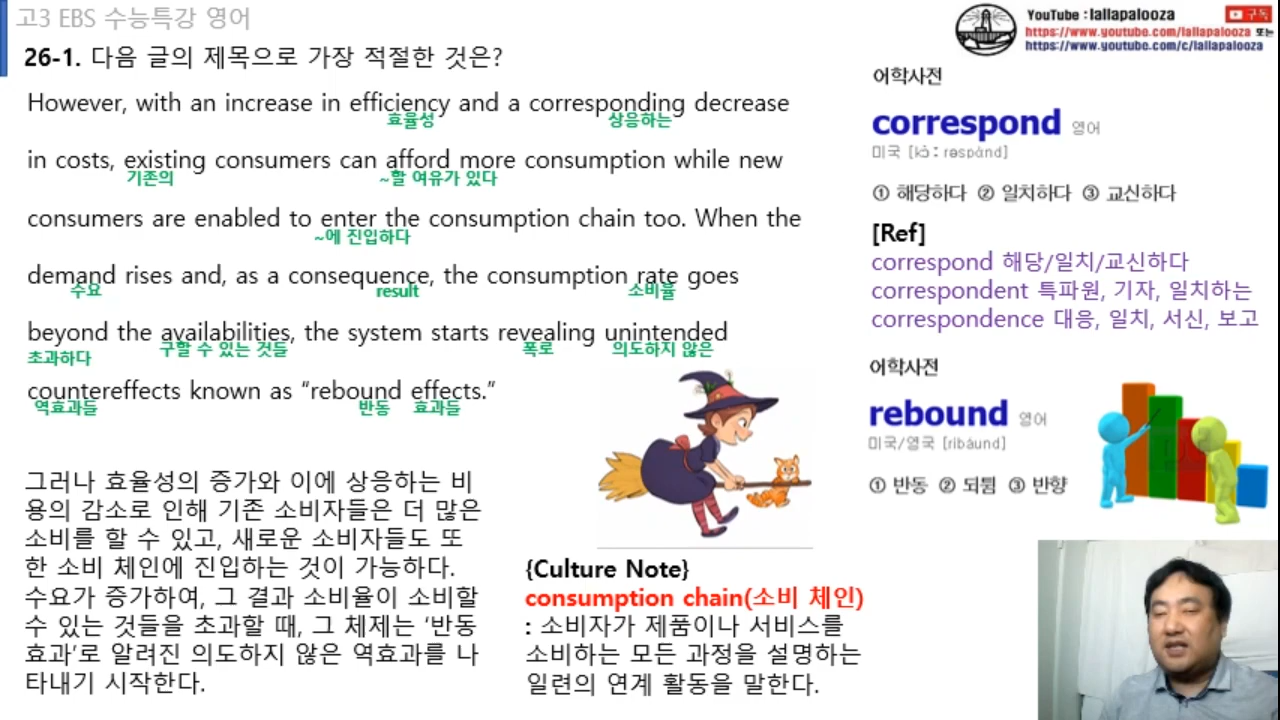 고3 EBS 수능특강 영어
26-1. 다음 글의 제목으로 가장 적절한 것은?
However, with an increase in efficiency and a corresponding decrease
효율성 상응하는
in costs, existing consumers can afford more consumption while new
기존의 ~할 여유가 있다
consumers are enabled to enter the consumption chain too. When the
~에 진입하다
demand rises and, as a consequence, the consumption rate goes
수요 result 소비율
beyond the availabilities, the system starts revealing unintended
초과하다 구할 수 있는 것들 폭로 의도하지 않은
countereffects known as “rebound effects.”
역효과들 반동 효과들
그러나 효율성의 증가와 이에 상응하는 비
용의 감소로 인해 기존 소비자들은 더 많은
소비를 할 수 있고, 새로운 소비자들도 또
한 소비 체인에 진입하는 것이 가능하다.
수요가 증가하여, 그 결과 소비율이 소비할
수 있는 것들을 초과할 때, 그 체제는 ‘반동
효과’로 알려진 의도하지 않은 역효과를 나
타내기 시작한다.
{Culture Note}
consumption chain(소비 체인)
: 소비자가 제품이나 서비스를
소비하는 모든 과정을 설명하는
일련의 연계 활동을 말한다.
YouTube : lallapalooza
구독
https://www.youtube.com/lallapalooza 또는
https://www.youtube.com/c/lallapalooza
어학사전
correspond 영어
미국 [kɔ̀ːrəspánd]
① 해당하다 ② 일치하다 ③ 교신하다
[Ref]
correspond 해당/일치/교신하다
correspondent 특파원, 기자, 일치하는
correspondence 대응, 일치, 서신, 보고
어학사전
rebound 영어
미국/영국 [ribáund]
① 반동 ② 되튐 ③ 반향